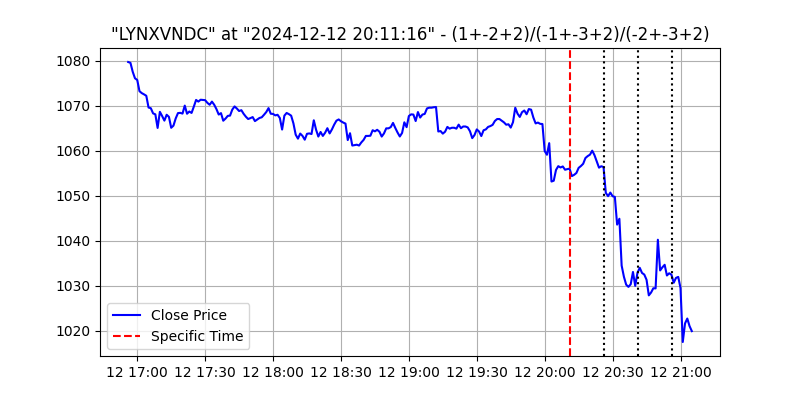 "LYNXVNDC" at "2024-12-12 20:11:16" - (1+-2+2)/(-1+-3+2)/(-2+-3+2)
1080
1070
1060
1050
1040
1030
1020
Close Price
Specific Time
12 17:00 12 17:30 12 18:00 12 18:30 12 19:00 12 19:30 12 20:00 12 20:30 12 21:00